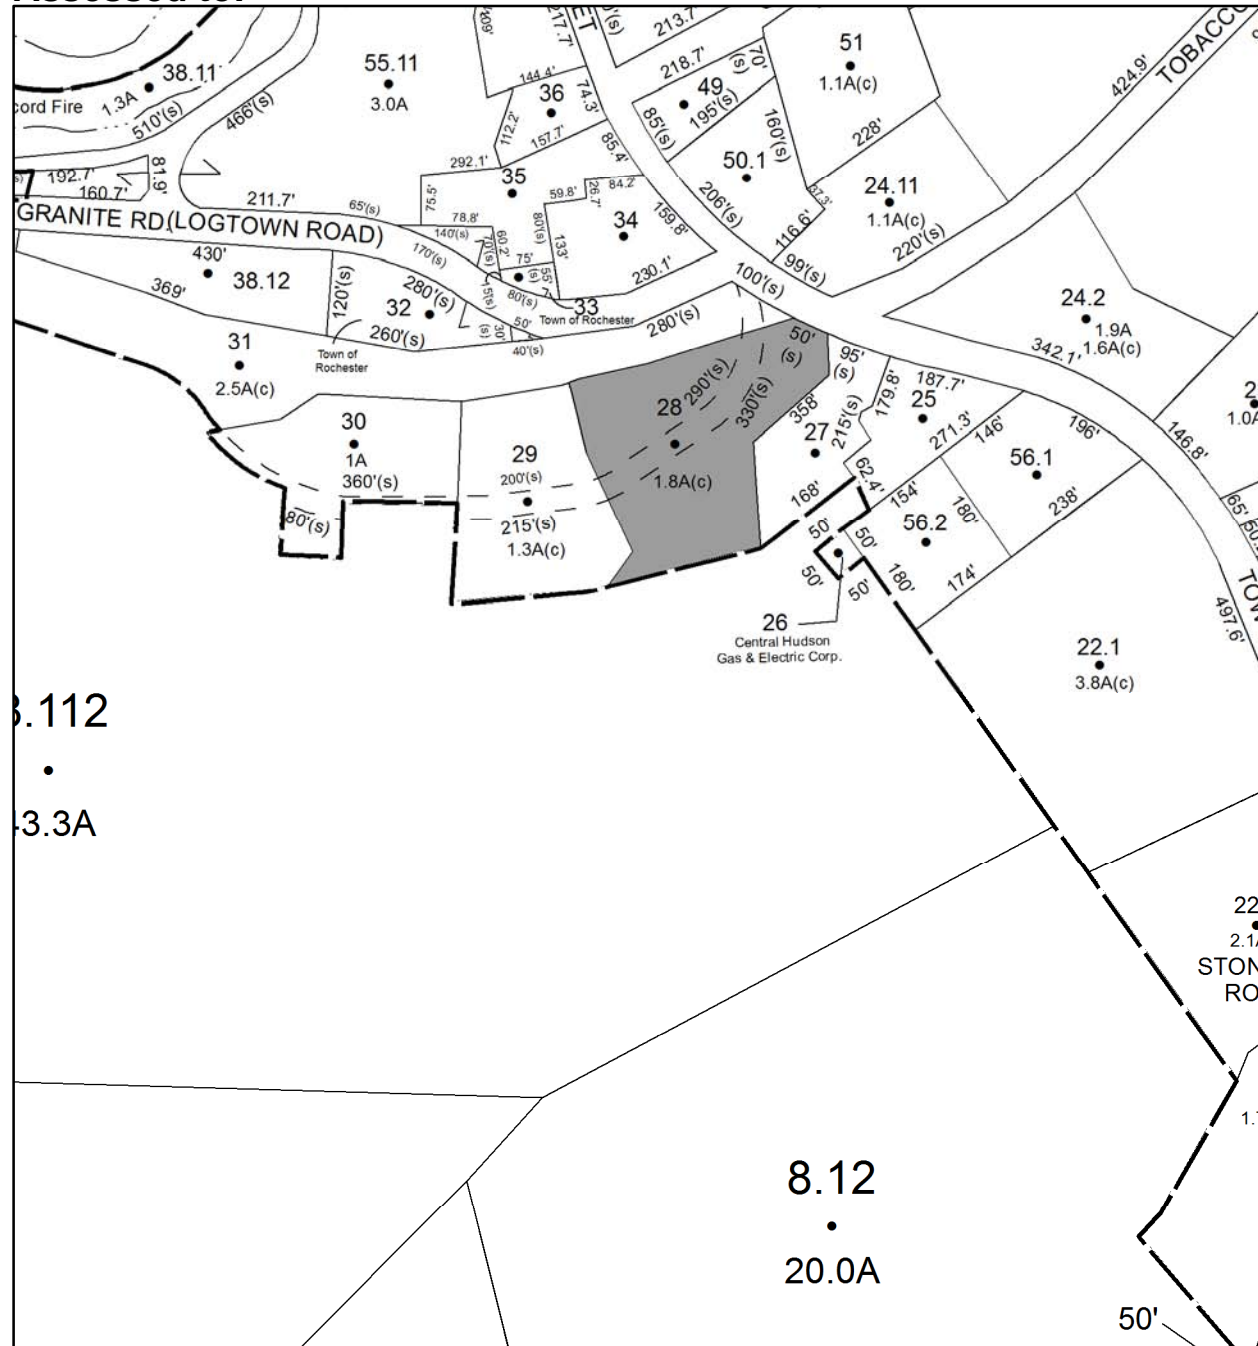 38.11
1.3A
cord Fire
510'(s)
466'(s)
55.11
3.0A
217.7'
144.4'
36
74.3'
112.2'
157.7'
85.4'
213.7'
218.7'
70'
(s)
49
85'(s)
195'(s)
160'(s)
50.1
206'(s)
51
1.1A(c)
228'
37.3'
24.11
1.1A(c)
116.6'
220'(s)
99'(s)
100'(s)
424.9'
TOBACCO
192.7'
160.7'
81.9'
211.7'
65'(s)
GRANITE RD.(LOGTOWN ROAD)
292.1'
75.5'
35
78.8'
140'(s)
170'(s)
70'(s)
60.2'
59.8'
26.7'
84.2'
80'(s)
133'
34
159.8'
230.1'
75'
(s)
55'
15'(s)
80'(s)
33
Town of Rochester
280'(s)
430'
38.12
369'
120'(s)
280'(s)
32
260'(s)
50'
30'
(s)
40'(s)
Town of
Rochester
31
2.5A(c)
30
1A
360'(s)
80'(s)
29
200'(s)
215'(s)
1.3A(c)
28
1.8A(c)
290'(s)
330'(s)
50'
(s)
95'
(s)
358'
215'(s)
27
168'
179.8'
187.7'
25
271.3'
146'
62.4'
154'
24.2
1.9A
1.6A(c)
342.1'
196'
56.1
238'
180'
56.2
174'
146.8'
65'
497.6'
1.0A
50'
50'
50'
50'
180'
26
Central Hudson
Gas & Electric Corp.
22.1
3.8A(c)
.112
3.3A
22
2.1A
STON
RO
8.12
20.0A
50'